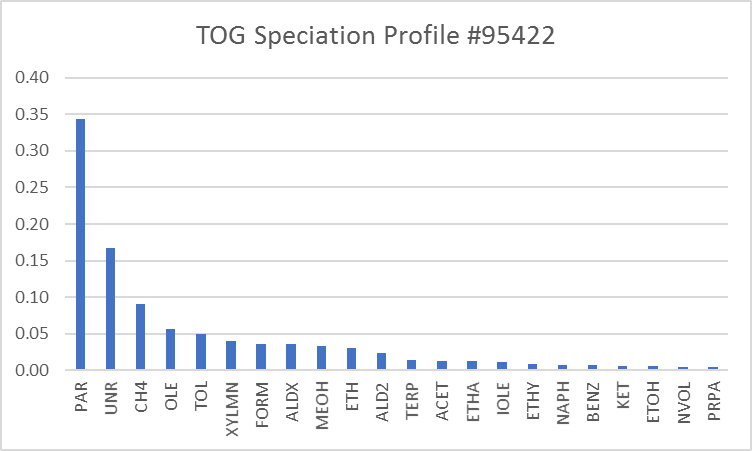 TOG Speciation Profile #95422
0.40
0.35
0.30
0.25
0.20
0.15
0.10
0.05
0.00
PAR
UNR
CH4
OLE
TOL
XYLMN
FORM
ALDX
MEOH
ETH
ALD2
TERP
ACET
ETHA
IOLE
ETHY
NAPH
BENZ
KET
ETOH
NVOL
PRPA